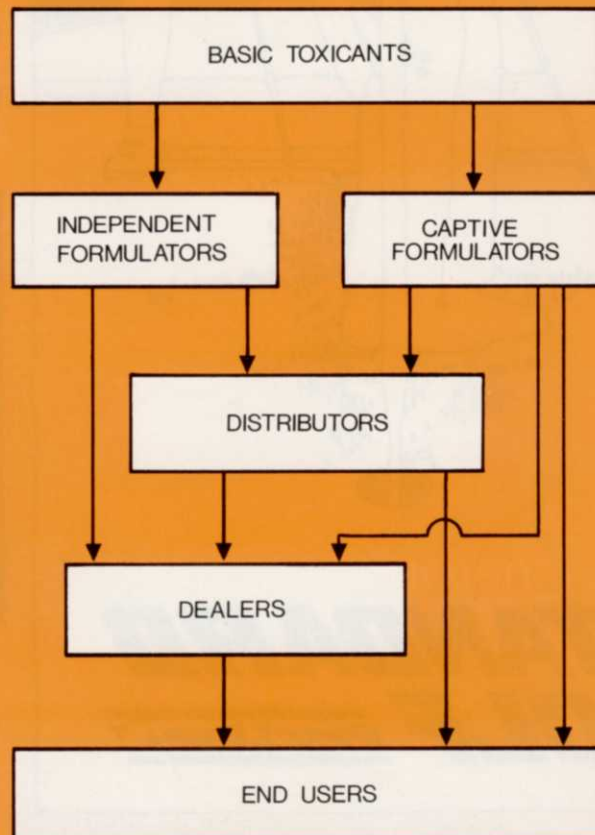 BASIC TOXICANTS
INDEPENDENT
FORMULATORS
CAPTIVE
FORMULATORS
DISTRIBUTORS
DEALERS
END USERS